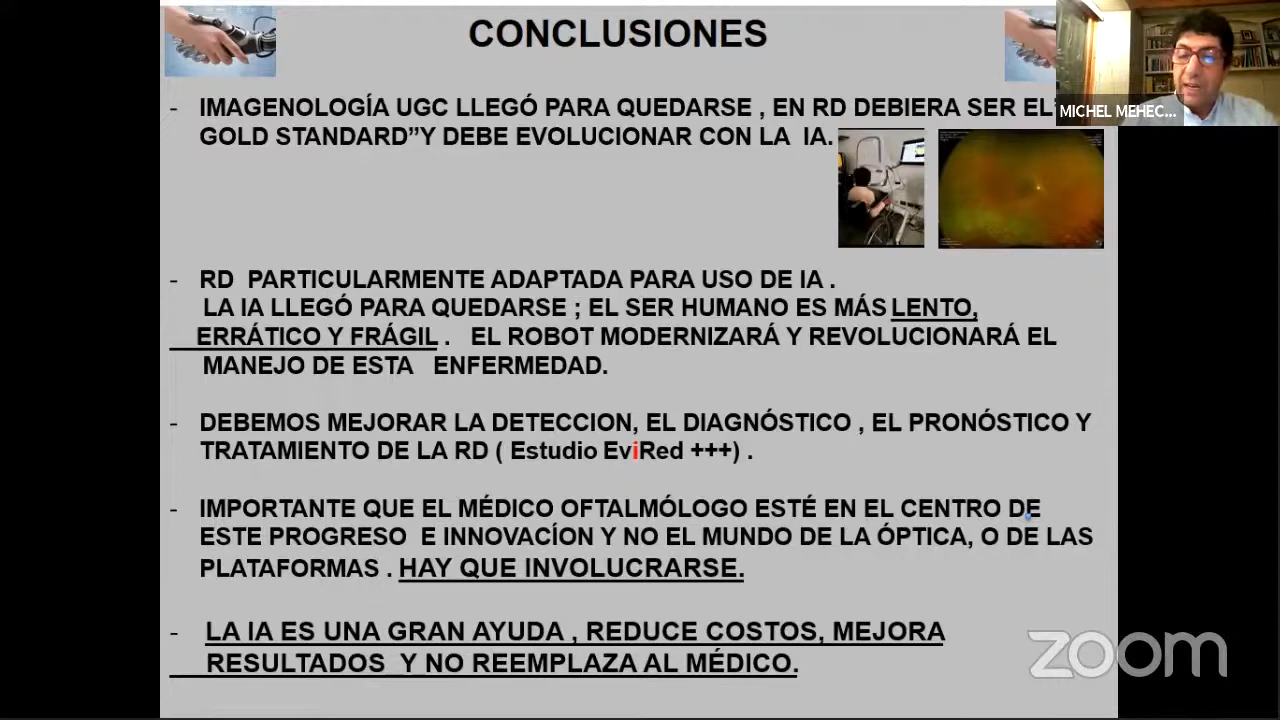 CONCLUSIONES
MICHEL MEHEC...
- IMAGENOLOGÍA UGC LLEGÓ PARA QUEDARSE , EN RD DEBIERA SER EL"
GOLD STANDARD”Y DEBE EVOLUCIONAR CON LA IA.
- RD PARTICULARMENTE ADAPTADA PARA USO DE IA .
LA IA LLEGÓ PARA QUEDARSE ; EL SER HUMANO ES MÁS LENTO,
ERRÁTICO Y FRÁGIL . EL ROBOT MODERNIZARÁ Y REVOLUCIONARÁ EL
MANEJO DE ESTA ENFERMEDAD.
- DEBEMOS MEJORAR LA DETECCION, EL DIAGNÓSTICO , EL PRONÓSTICO Y
TRATAMIENTO DE LA RD ( Estudio EviRed +++) .
- IMPORTANTE QUE EL MÉDICO OFTALMÓLOGO ESTÉ EN EL CENTRO DE
ESTE PROGRESO E INNOVACÍON Y NO EL MUNDO DE LA ÓPTICA, O DE LAS
PLATAFORMAS . HAY QUE INVOLUCRARSE.
- LA IA ES UNA GRAN AYUDA , REDUCE COSTOS, MEJORA
RESULTADOS Y NO REEMPLAZA AL MÉDICO.
zoom